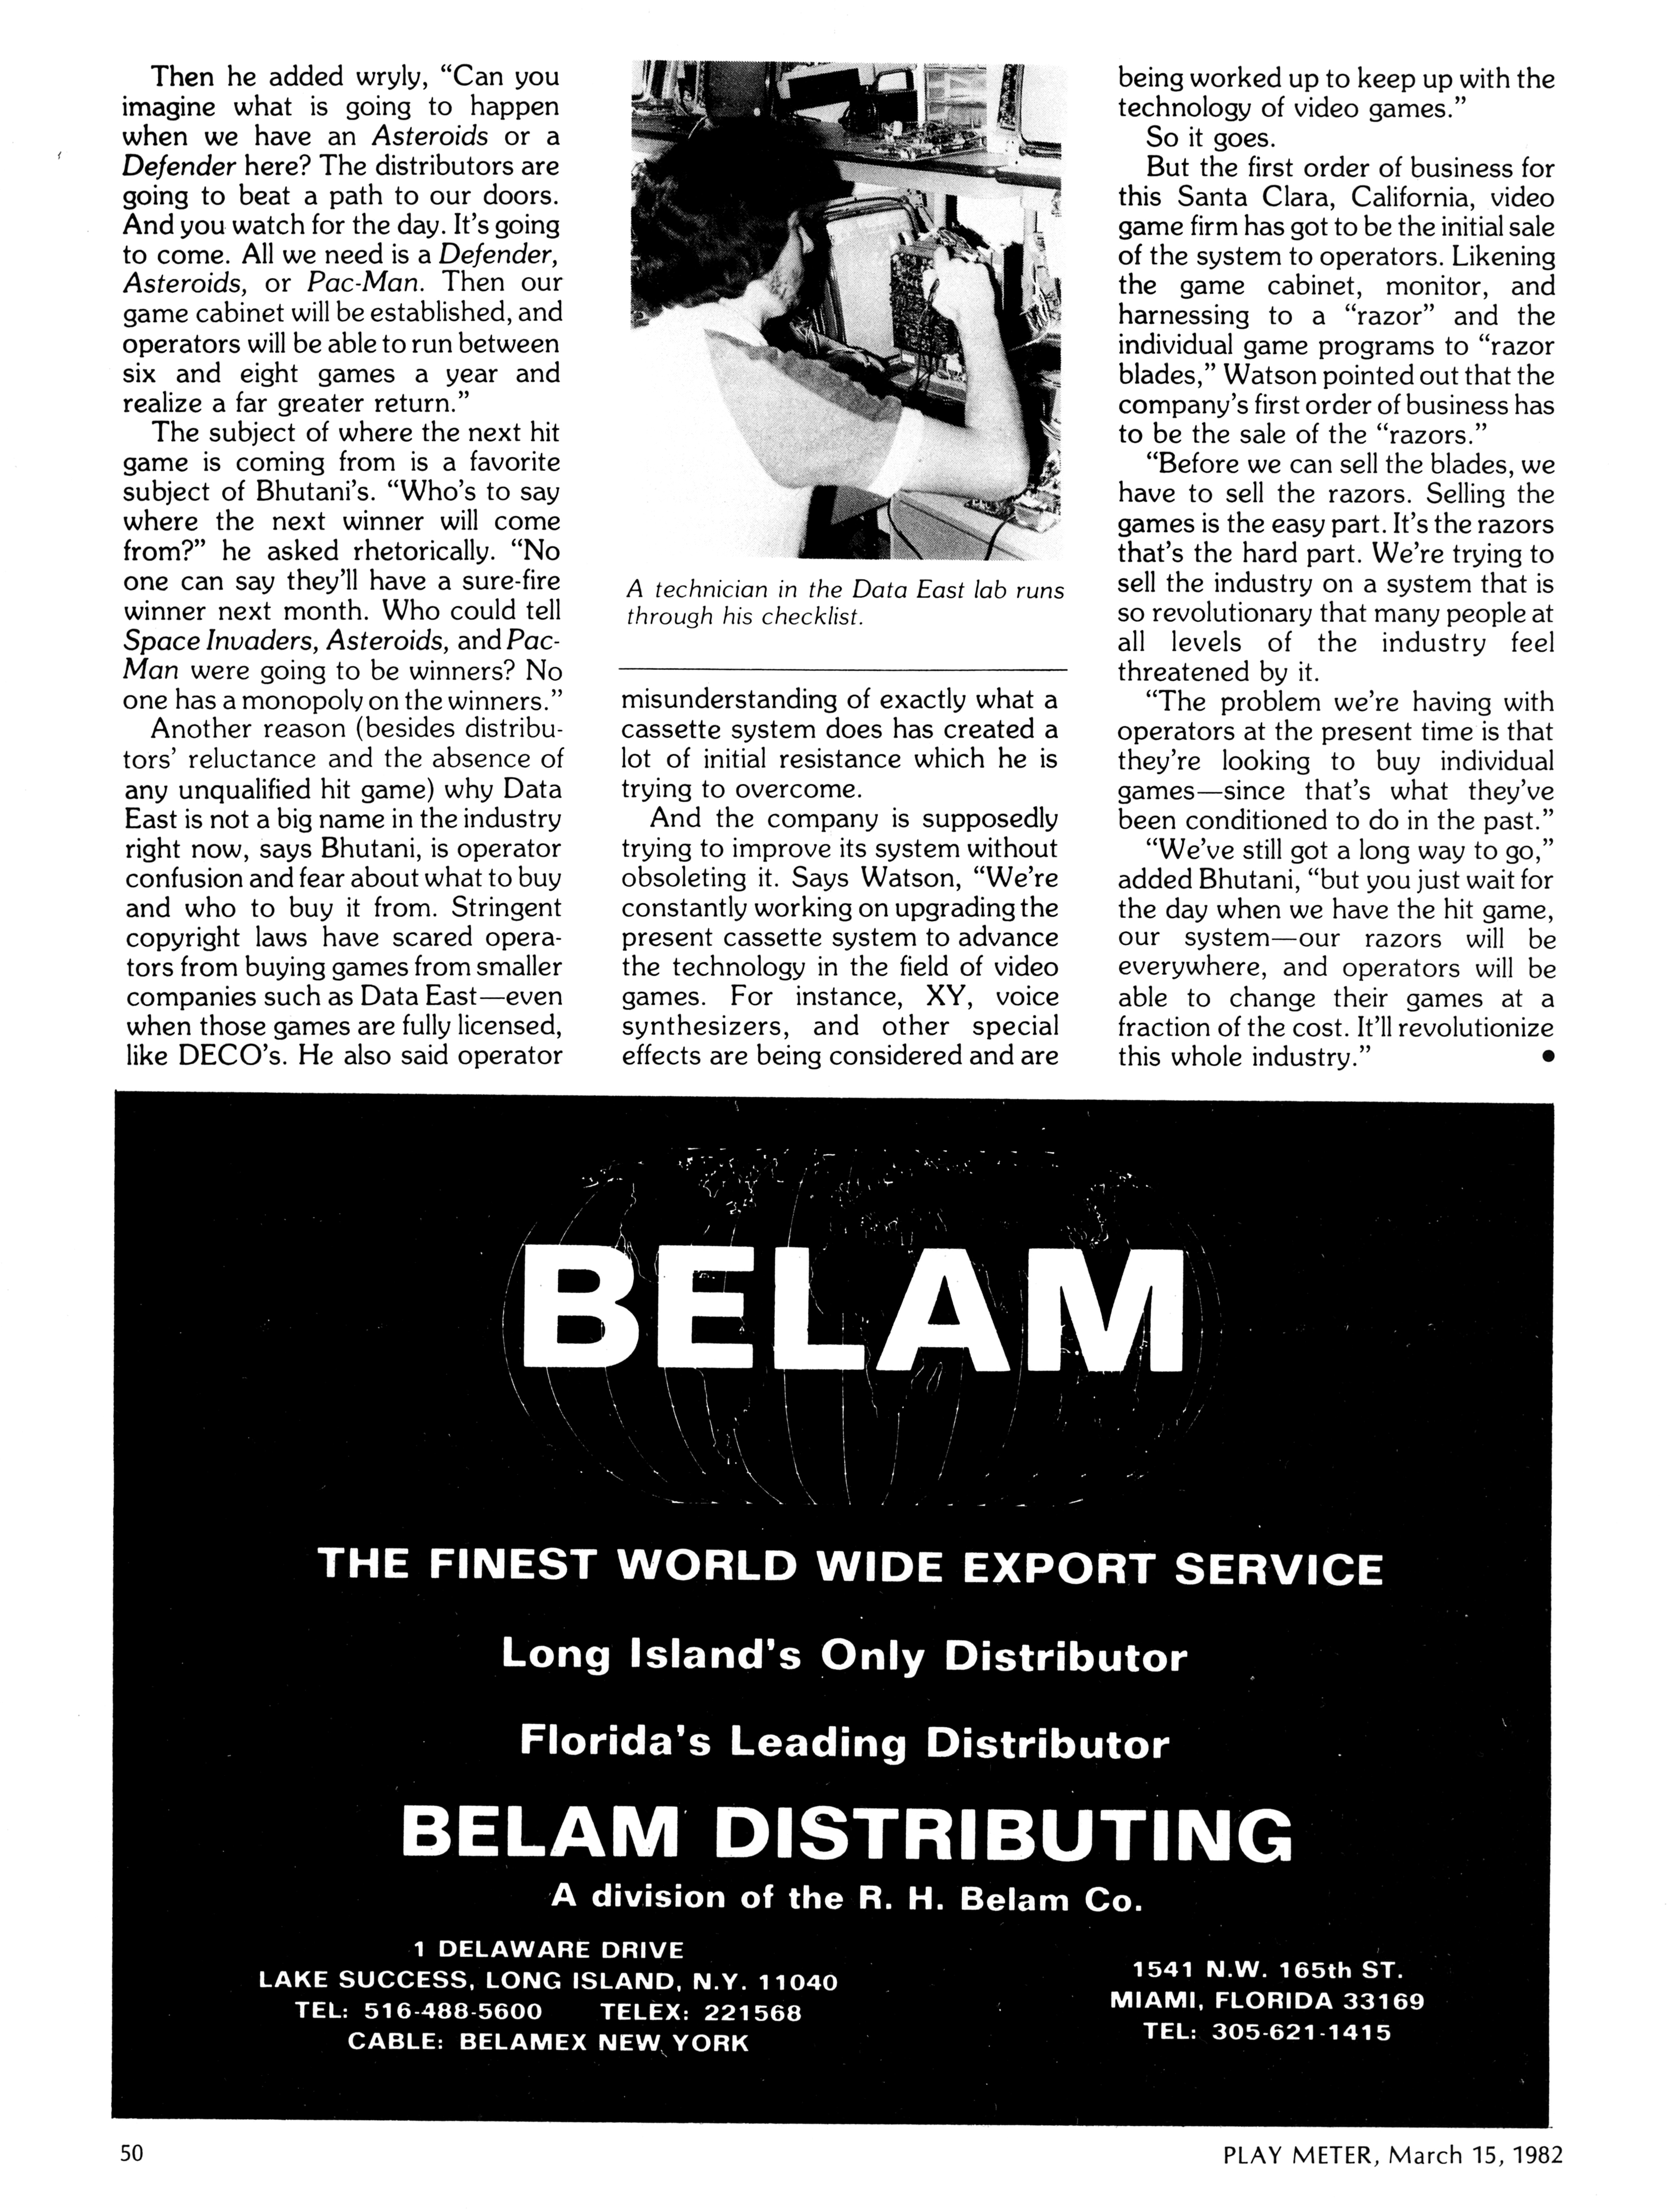 Then he added wryly, “Can you
imagine what is going to happen
when we have an Asteroids or a
Defender here? The distributors are
going to beat a path to our doors.
And you watch for the day. It’s going
to come. All we need is a Defender,
Asteroids, or Pac-Man. Then our
game cabinet will be established, and
operators will be able to run between
six and eight games a year and
realize a far greater return.”
The subject of where the next hit
game is coming from is a favorite
subject of Bhutani’s. “Who’s to say
where the next winner will come
from?” he asked rhetorically. “No
one can say they’ll have a sure-fire
winner next month. Who could tell
Space Invaders, Asteroids, and Pac-
Man were going to be winners? No
one has a monopoly on the winners.”
Another reason (besides distribu-
tors’ reluctance and the absence of
any unqualified hit game) why Data
East is not a big name in the industry
right now, says Bhutani, is operator
confusion and fear about what to buy
and who to buy it from. Stringent
copyright laws have scared opera-
tors from buying games from smaller
companies such as Data East—even
when those games are fully licensed,
like DECO’s. He also said operator
A technician in the Data East lab runs
through his checklist.
misunderstanding of exactly what a
cassette system does has created a
lot of initial resistance which he is
trying to overcome.
And the company is supposedly
trying to improve its system without
obsoleting it. Says Watson, “We’re
constantly working on upgrading the
present cassette system to advance
the technology in the field of video
games. For instance, XY, voice
synthesizers, and other special
effects are being considered and are
being worked up to keep up with the
technology of video games.”
So it goes.
But the first order of business for
this Santa Clara, California, video
game firm has got to be the initial sale
of the system to operators. Likening
the game cabinet, monitor, and
harnessing to a “razor” and the
individual game programs to “razor
blades,” Watson pointed out that the
company’s first order of business has
to be the sale of the “razors.”
“Before we can sell the blades, we
have to sell the razors. Selling the
games is the easy part. It’s the razors
that’s the hard part. We’re trying to
sell the industry on a system that is
so revolutionary that many people at
all levels of the industry feel
threatened by it.
“The problem we’re having with
operators at the present time is that
they’re looking to buy individual
games—since that’s what they’ve
been conditioned to do in the past.”
“We’ve still got a long way to go,”
added Bhutani, “but you just wait for
the day when we have the hit game,
our system—our razors will be
everywhere, and operators will be
able to change their games at a
fraction of the cost. It’ll revolutionize
this whole industry.” •
BELAM
THE FINEST WORLD WIDE EXPORT SERVICE
Long Island's Only Distributor
Florida's Leading Distributor
BELAM DISTRIBUTING
A division of the R. H. Belam Co.
1 DELAWARE DRIVE
LAKE SUCCESS, LONG ISLAND, N.Y. 11040
TEL: 516-488-5600 TELEX: 221568
CABLE: BELAMEX NEW YORK
1541 N.W. 165th ST.
MIAMI, FLORIDA 33169
TEL: 305-621-1415
50
PLAY METER, March 15, 1982